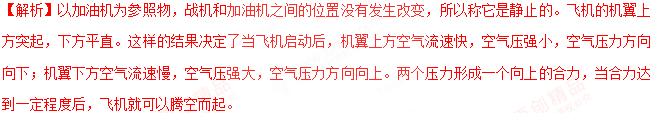 【解析】以加油机为参照物，战机和加油机之间的位置没有发生改变，所以称它是静止的。飞机的机翼上
方突起，下方平直。这样的结果决定了当飞机启动后，机翼上方空气流速快，空气压强小，空气压力方向
向下；机翼下方空气流速慢，空气压强大，空气压力方向向上。两个压力形成一个向上的合力，当合力达
到一定程度后，飞机就可以腾空而起。